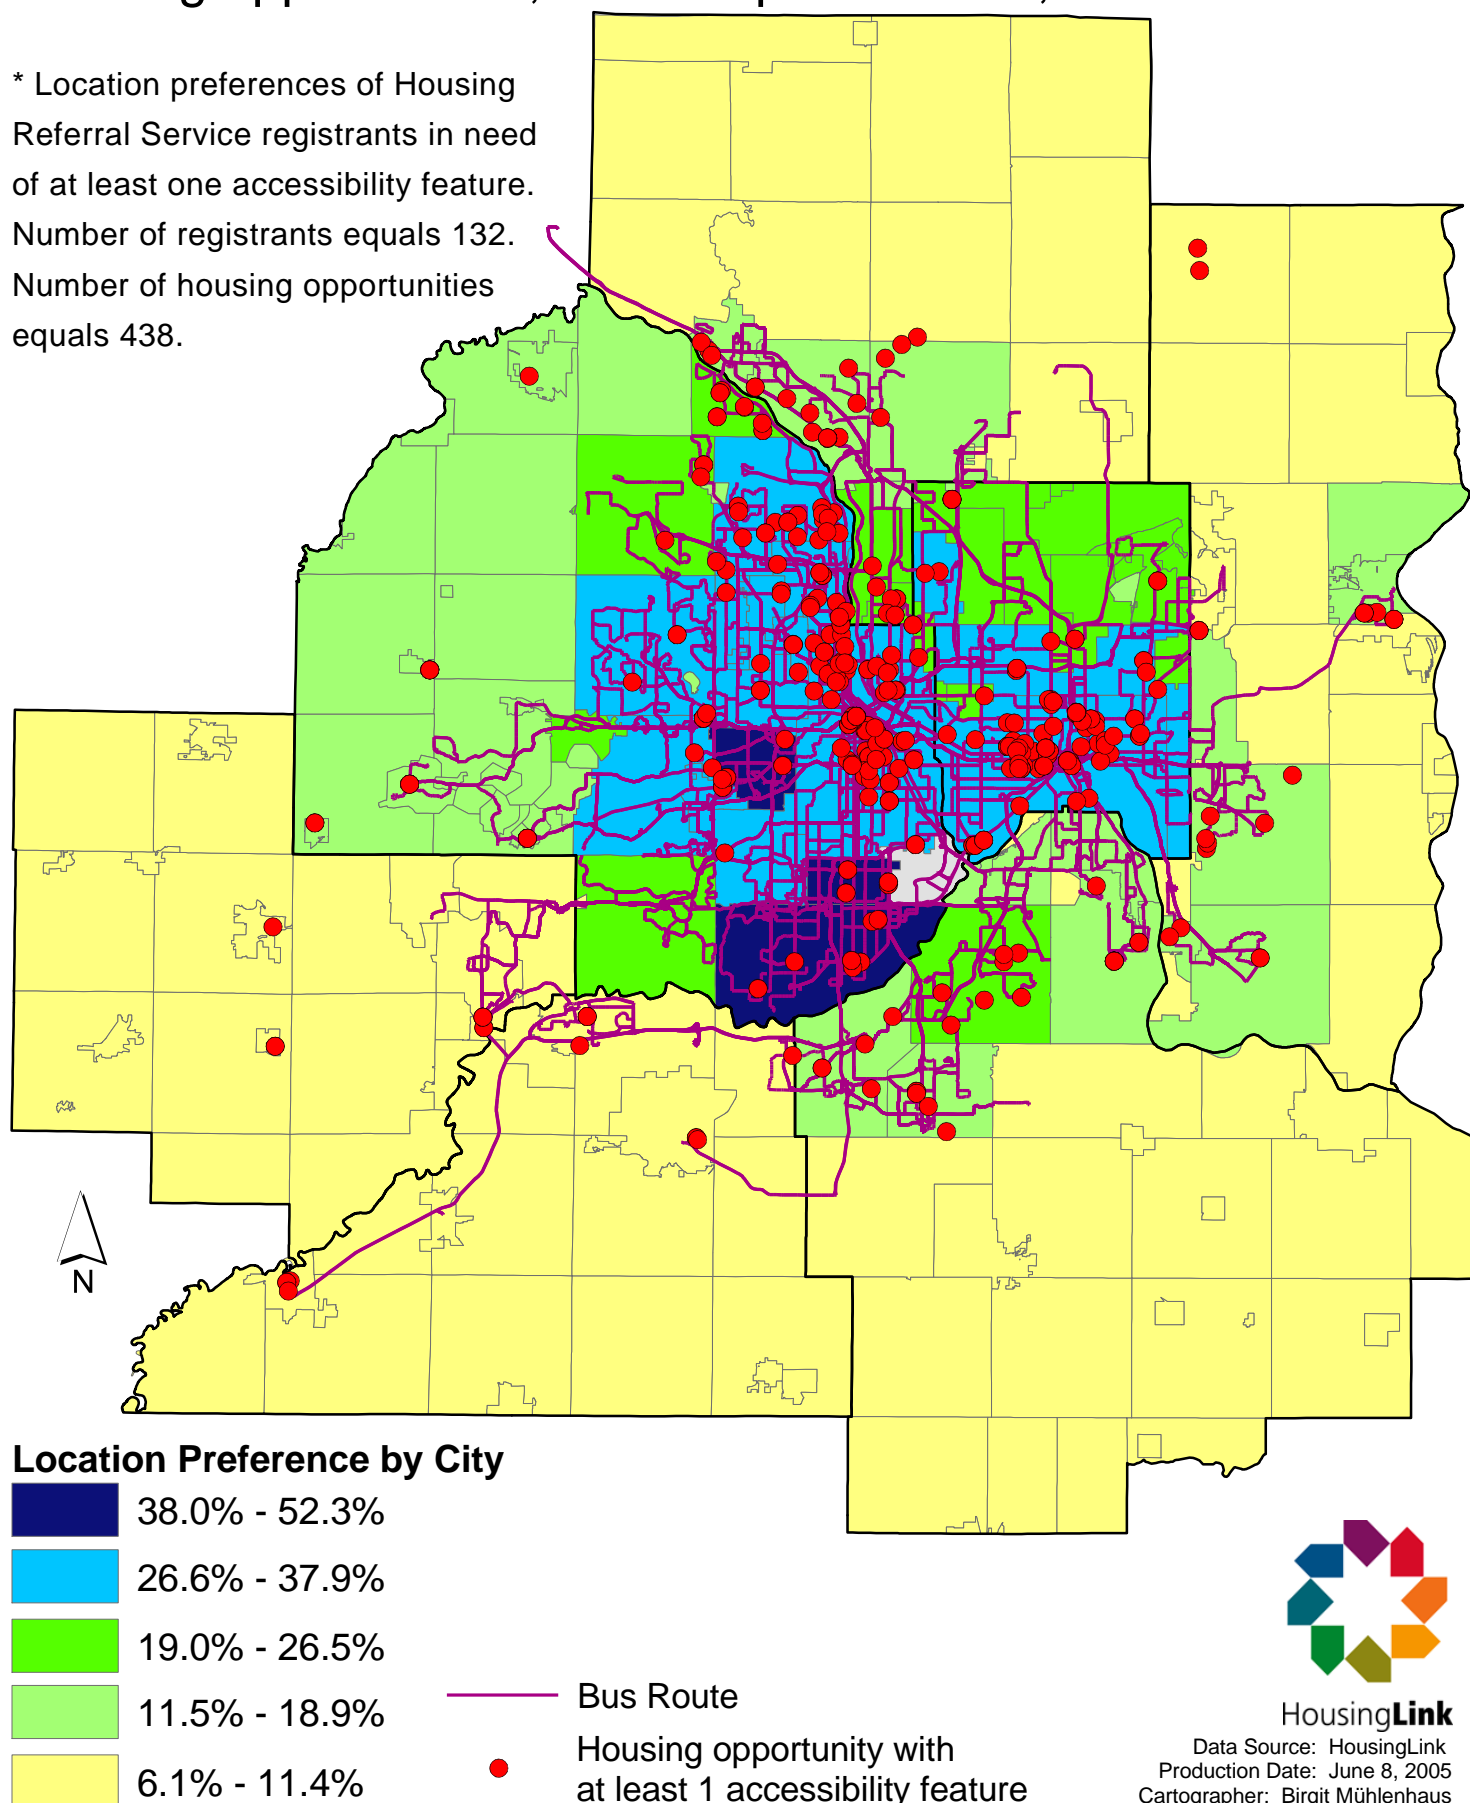 * Location preferences of Housing
Referral Service registrants in need
of at least one accessibility feature.
Number of registrants equals 132.
Number of housing opportunities
equals 438.
N
Location Preference by City
38.0% - 52.3%
26.6% - 37.9%
19.0% - 26.5%
11.5% - 18.9%
6.1% - 11.4%
Bus Route
Housing opportunity with
at least 1 accessibility feature
HousingLink
Data Source: HousingLink
Production Date: June 8, 2005
Cartographer: Birgit Mühlenhaus